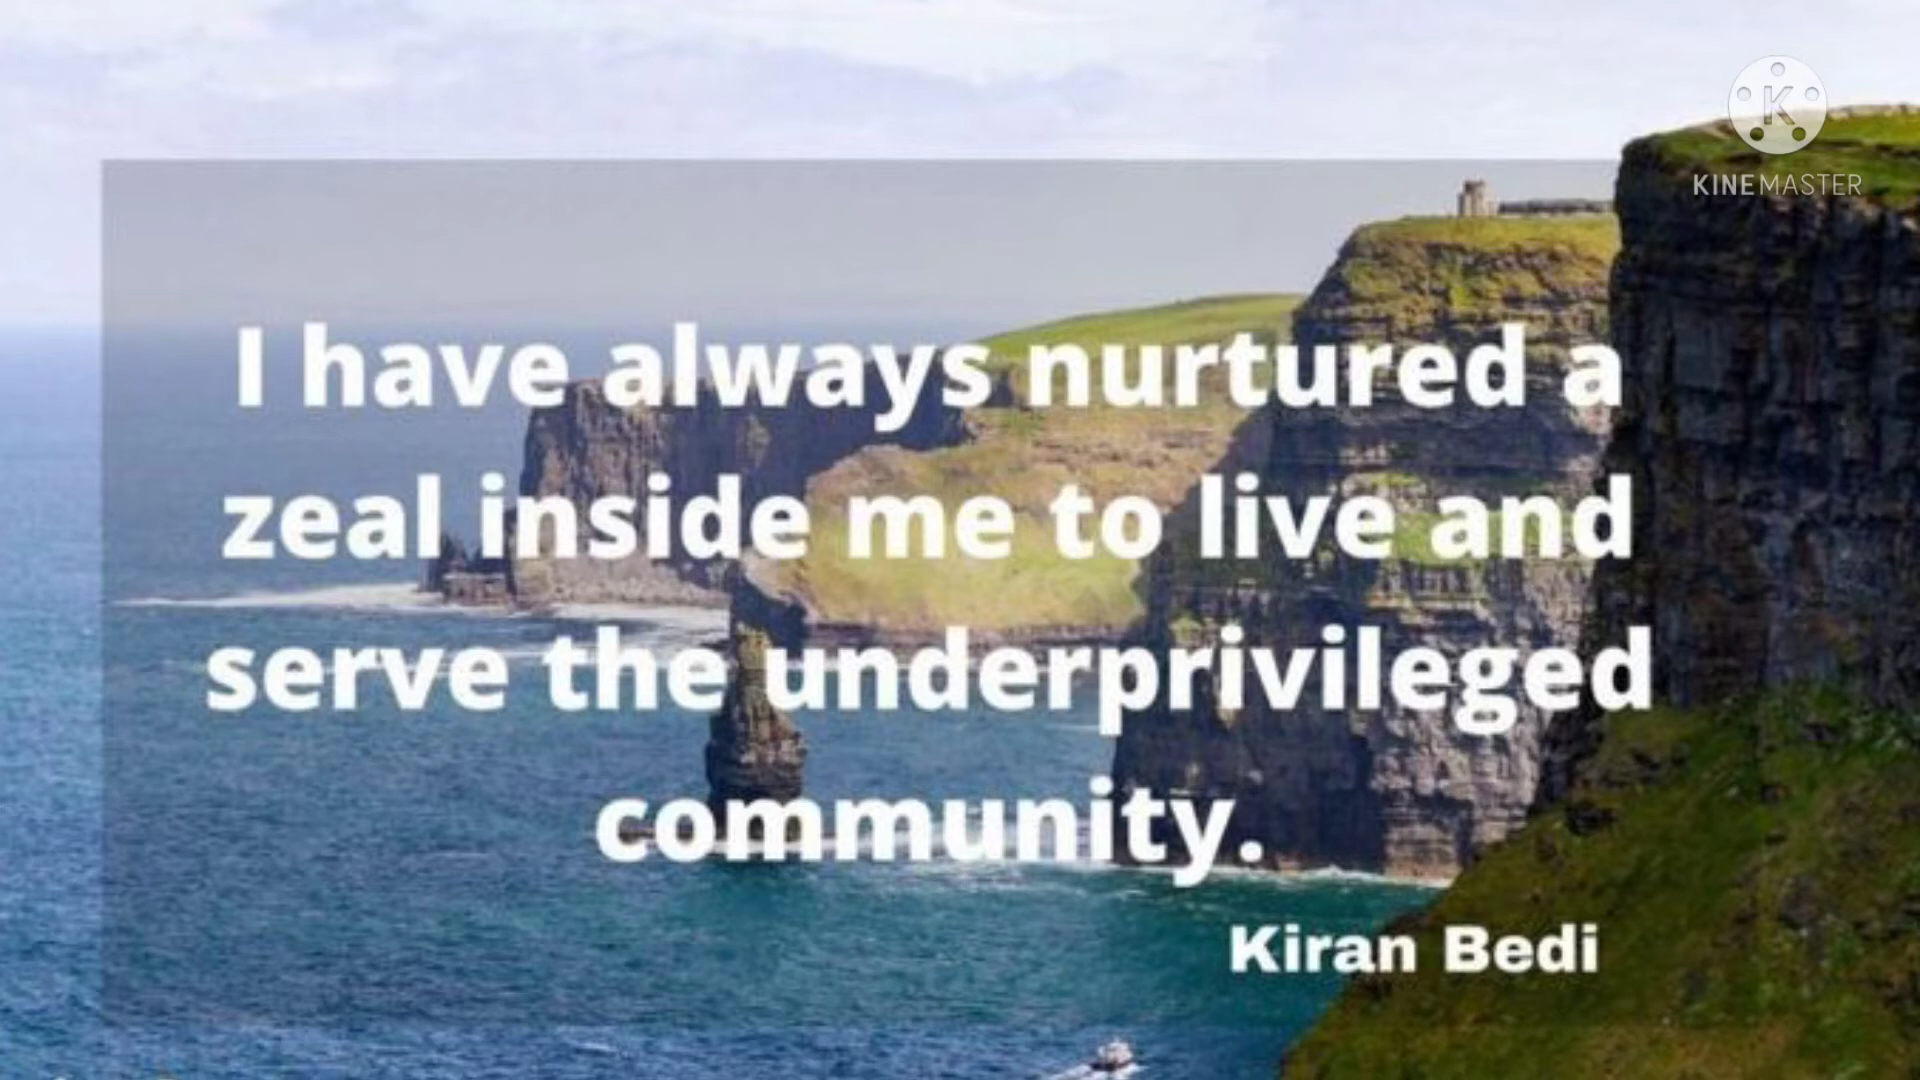 K
KINEMASTER
I have always nurtured a
zeal inside me to live and
serve the underprivileged
community.
Kiran Bedi